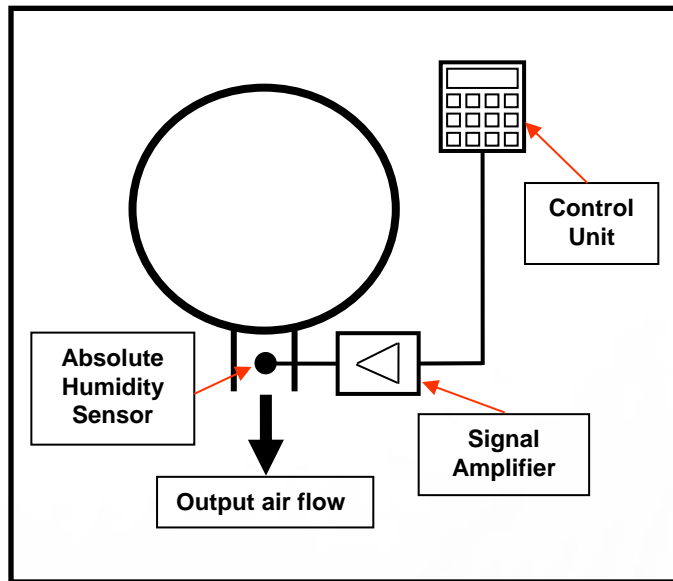 Control
Unit
Absolute
Humidity
Sensor
Signal
Amplifier
Output air flow